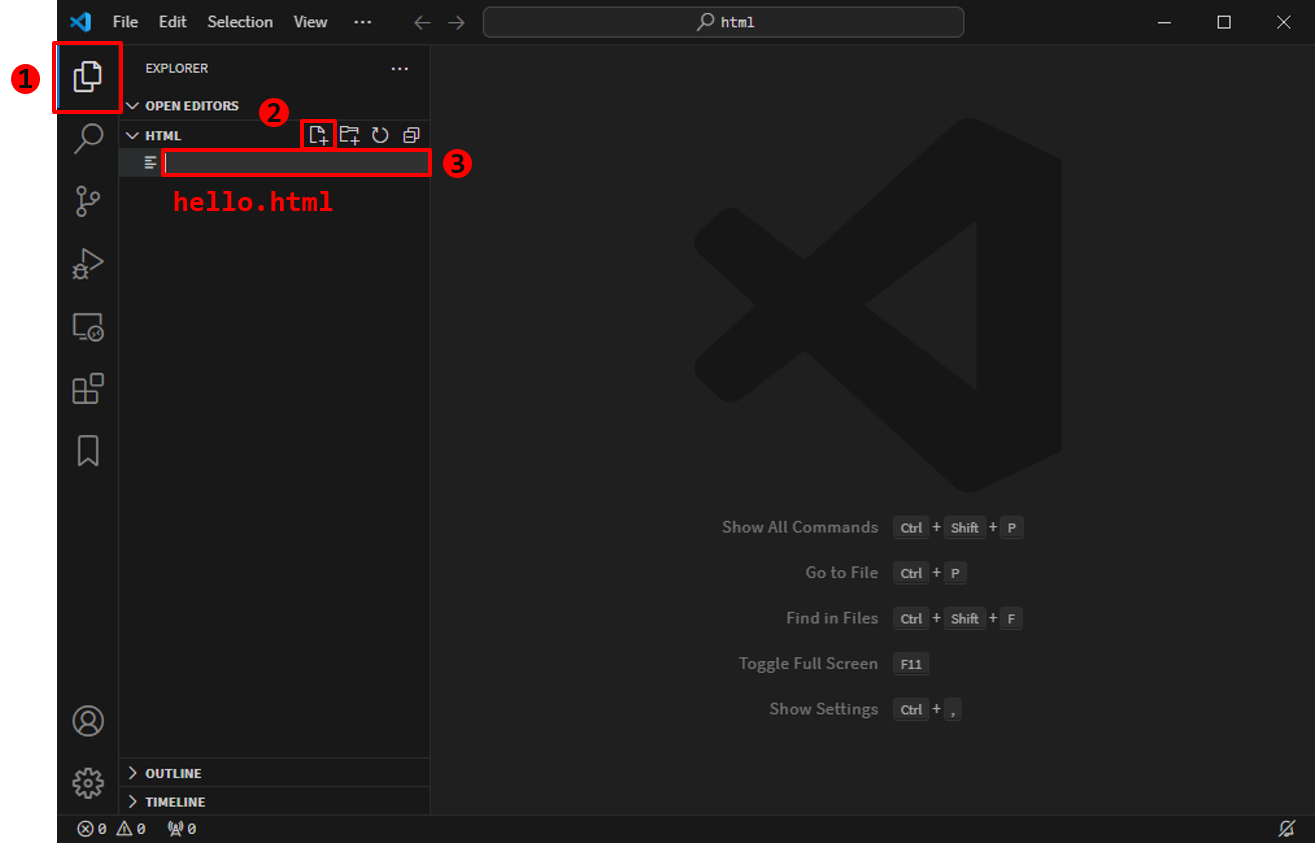 File Edit Selection View ··· html
1
EXPLORER ···
OPEN EDITORS
2
HTML
3
hello.html
Show All Commands Ctrl + Shift + P
Go to File Ctrl + P
Find in Files Ctrl + Shift + F
Toggle Full Screen F11
Show Settings Ctrl + ,
OUTLINE
TIMELINE
0 0 0